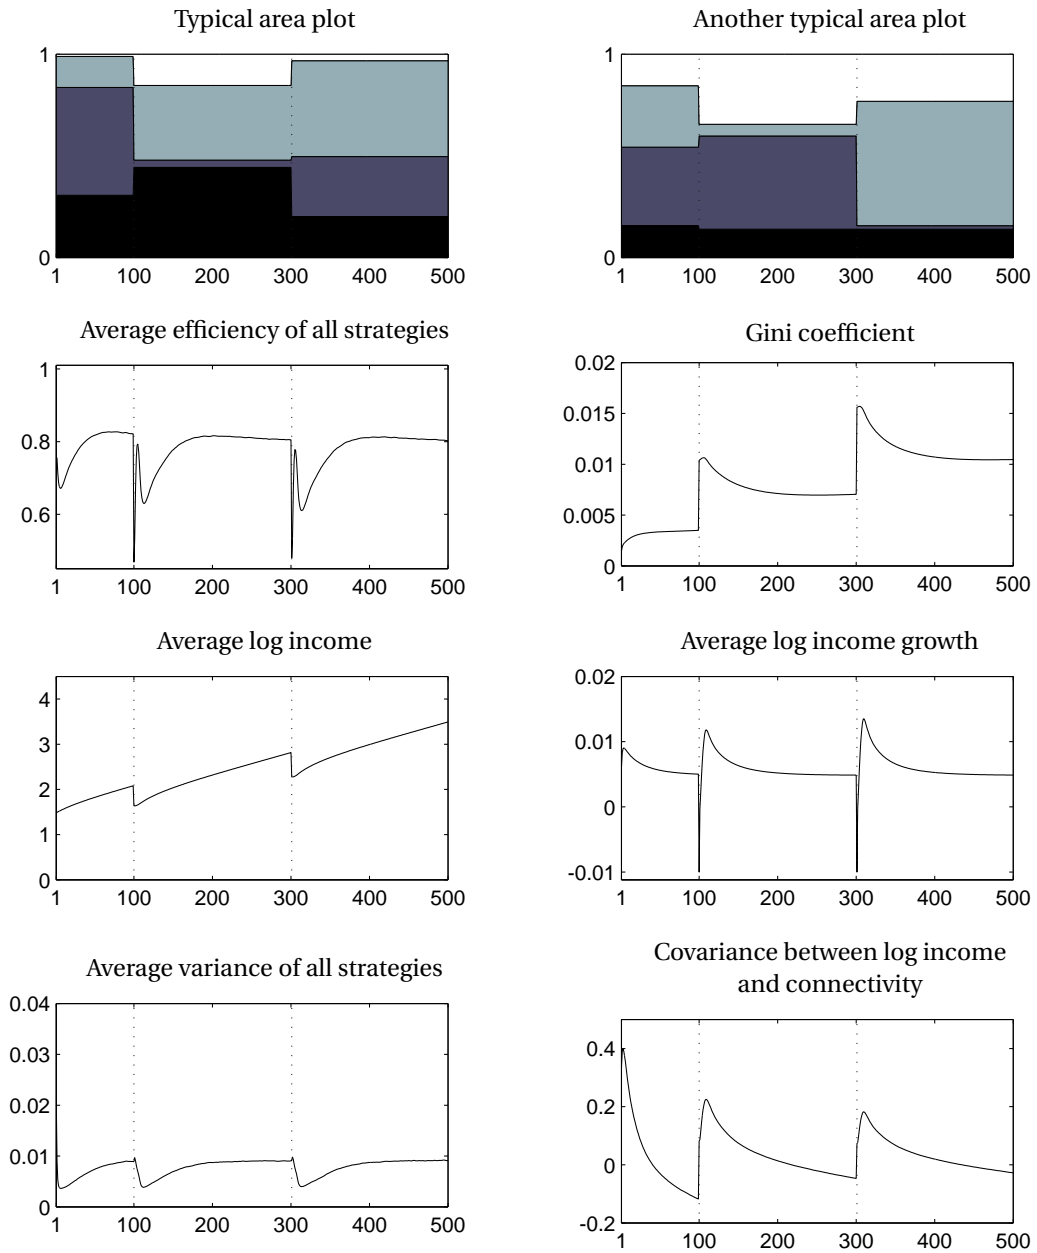 Typical area plot
1
0
1 100 200 300 400 500
Another typical area plot
1
0
1 100 200 300 400 500
Average efficiency of all strategies
1
0.8
0.6
1 100 200 300 400 500
Gini coefficient
0.02
0.015
0.01
0.005
0
1 100 200 300 400 500
Average log income
4
3
2
1
0
1 100 200 300 400 500
Average log income growth
0.02
0.01
0
-0.01
1 100 200 300 400 500
Average variance of all strategies
0.04
0.03
0.02
0.01
0
1 100 200 300 400 500
Covariance between log income
and connectivity
0.4
0.2
0
-0.2
1 100 200 300 400 500